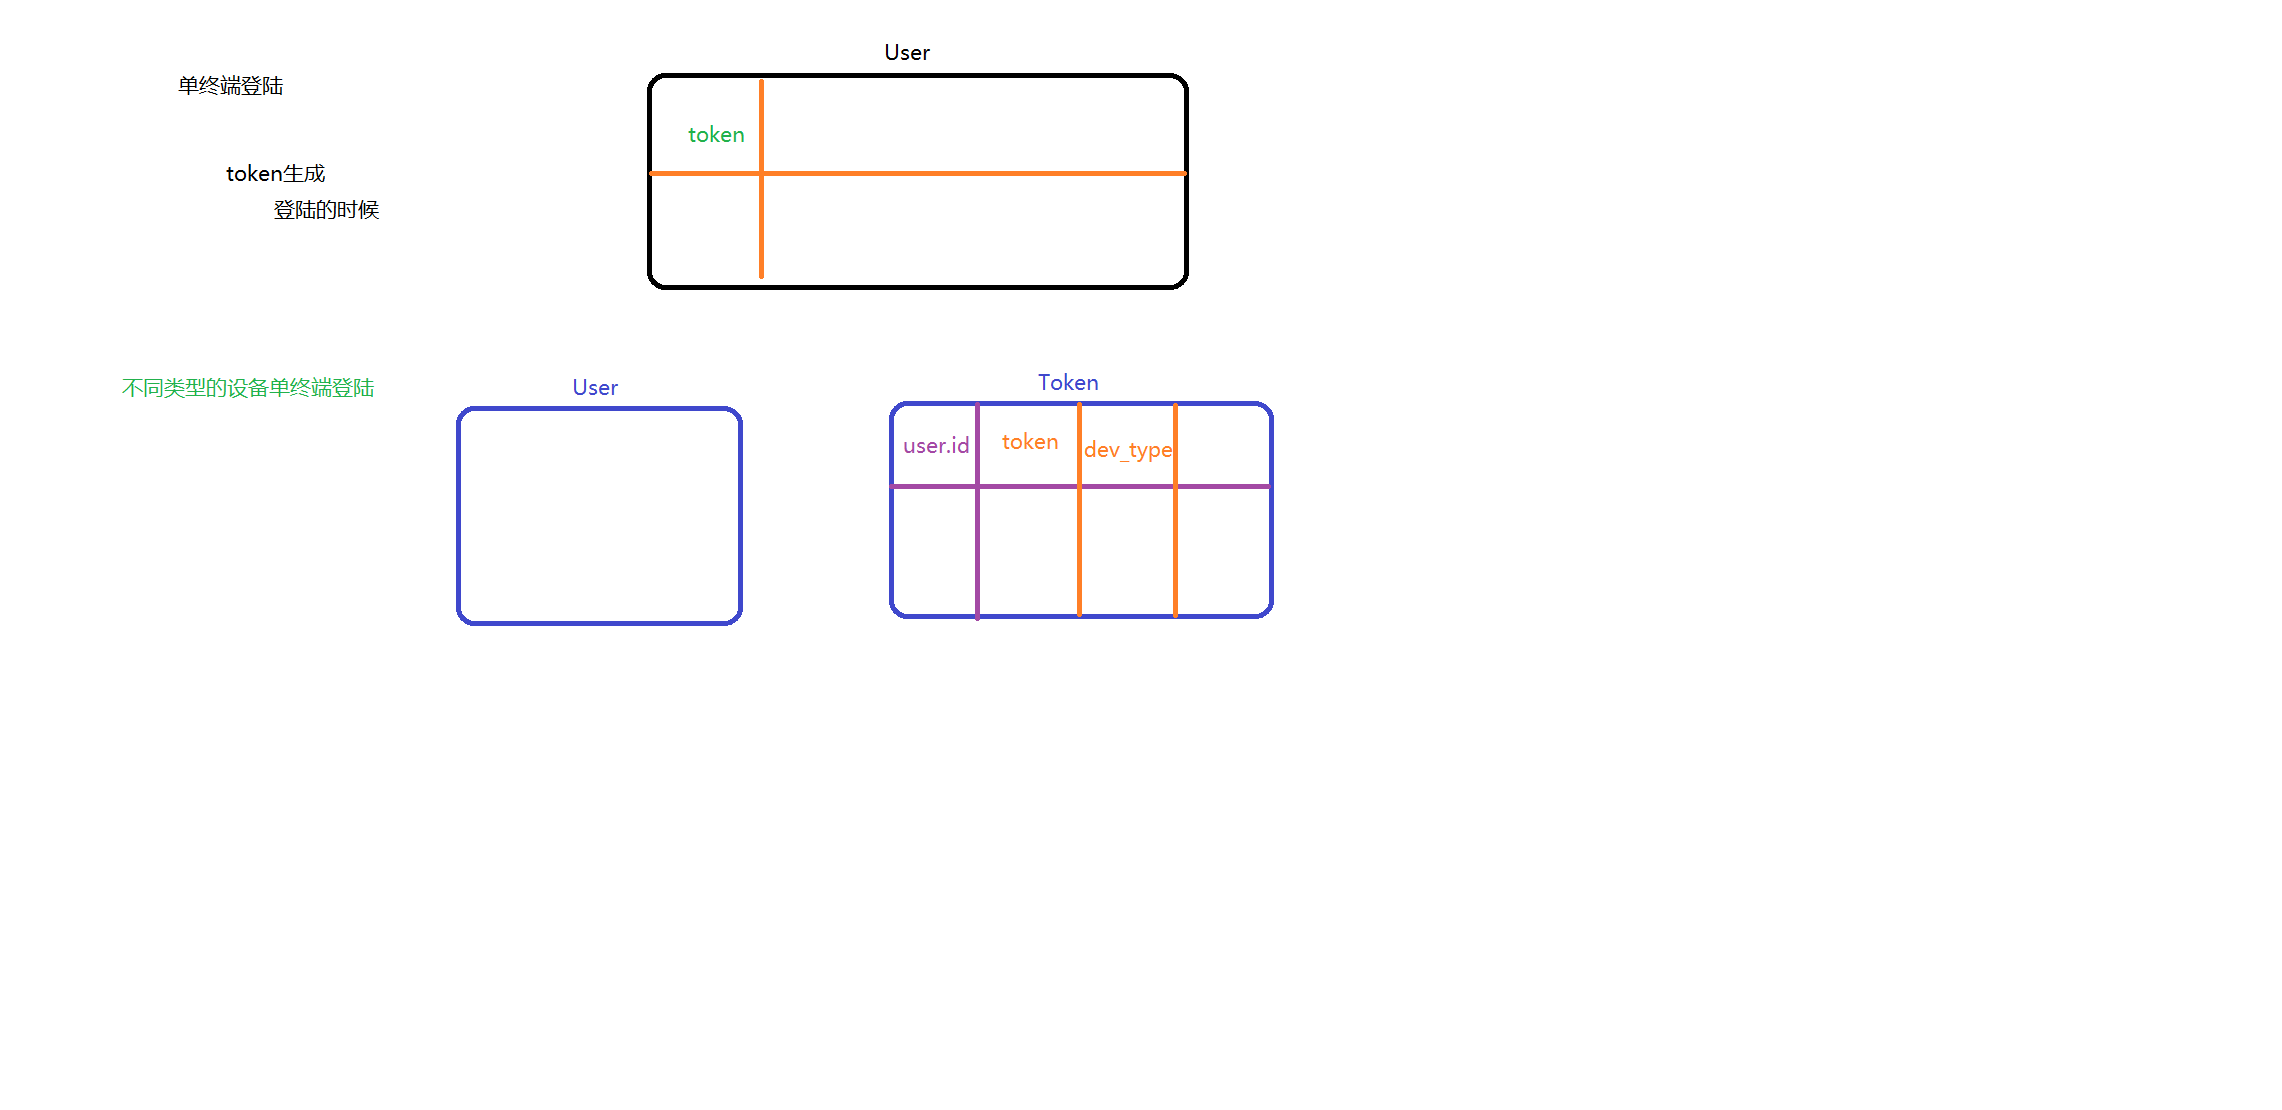 User
单终端登陆
token
token生成
登陆的时候
不同类型的设备单终端登陆
User
Token
user.id
token
dev_type